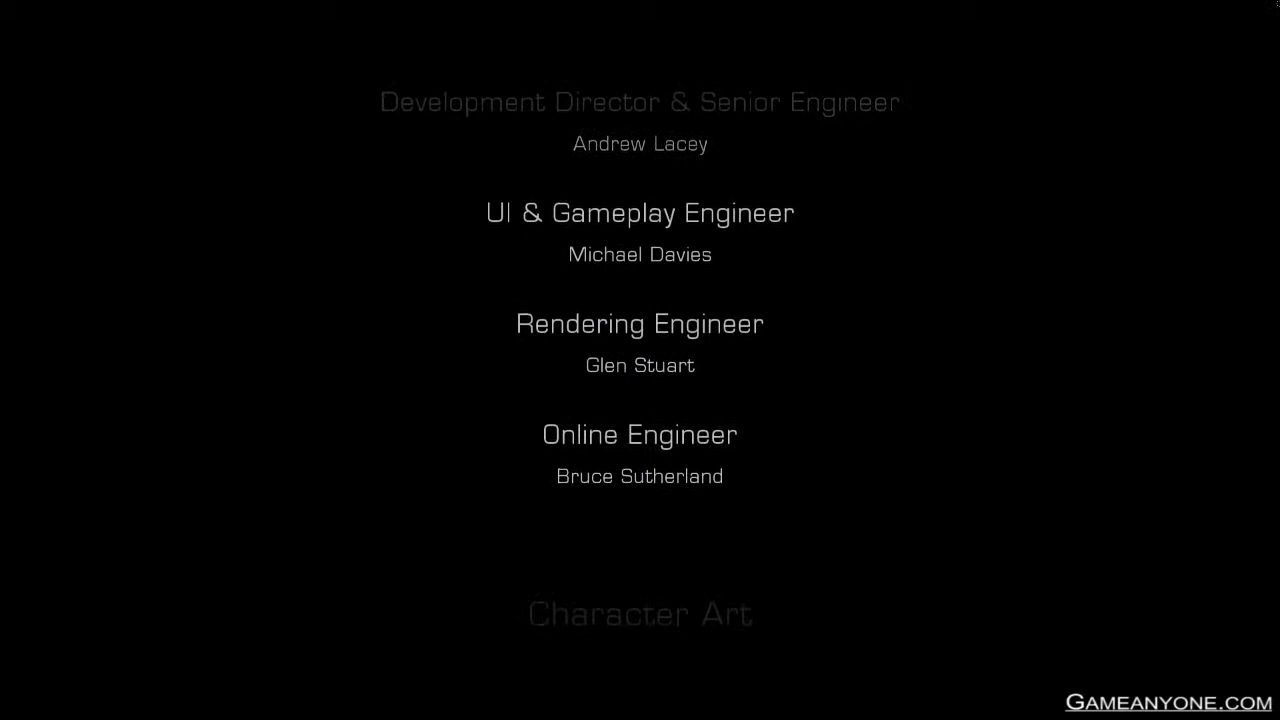 Development Director & Senior Engineer
Andrew Lacey
UI & Gameplay Engineer
Michael Davies
Rendering Engineer
Glen Stuart
Online Engineer
Bruce Sutherland
Character Art
GAMEANYONE.COM